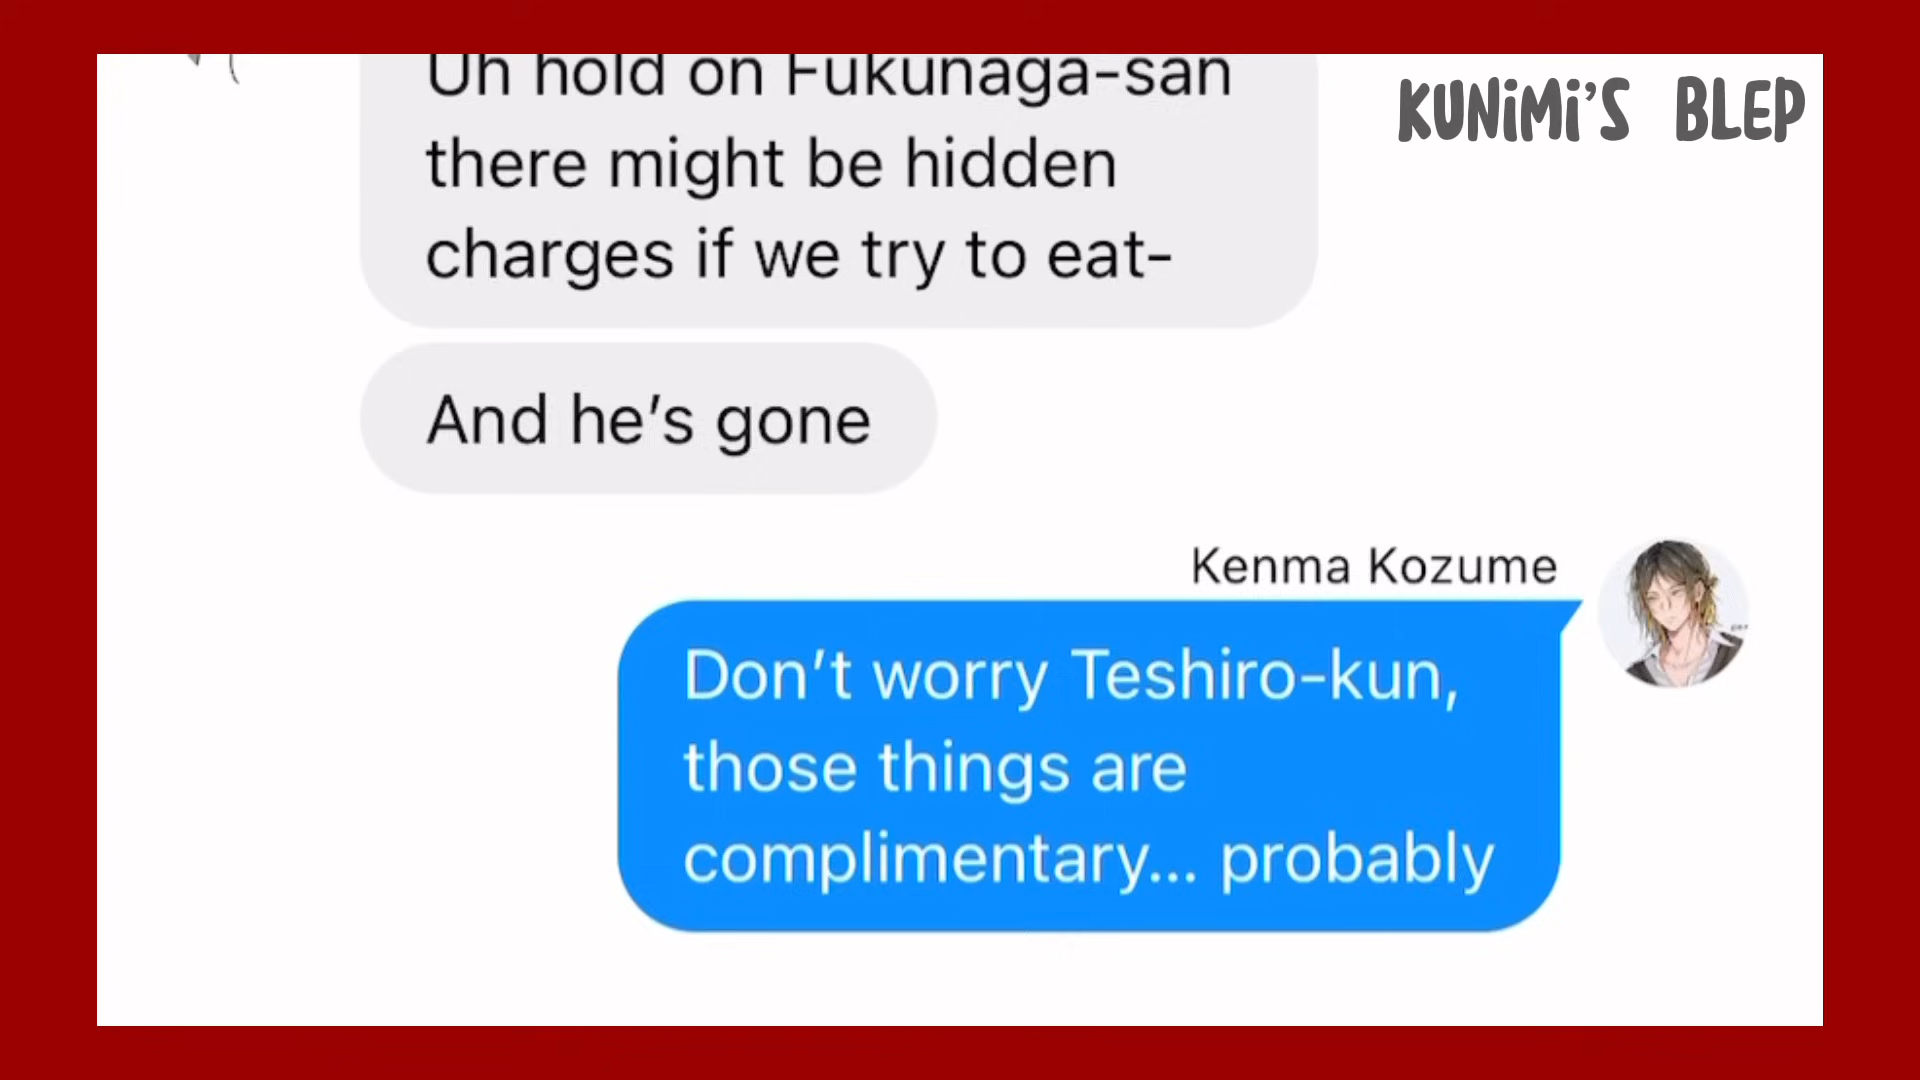 Uh hold on Fukunaga-san
KUNiMi'S BLEP
there might be hidden
charges if we try to eat-
And he's gone
Kenma Kozume
Don't worry Teshiro-kun,
those things are
complimentary... probably